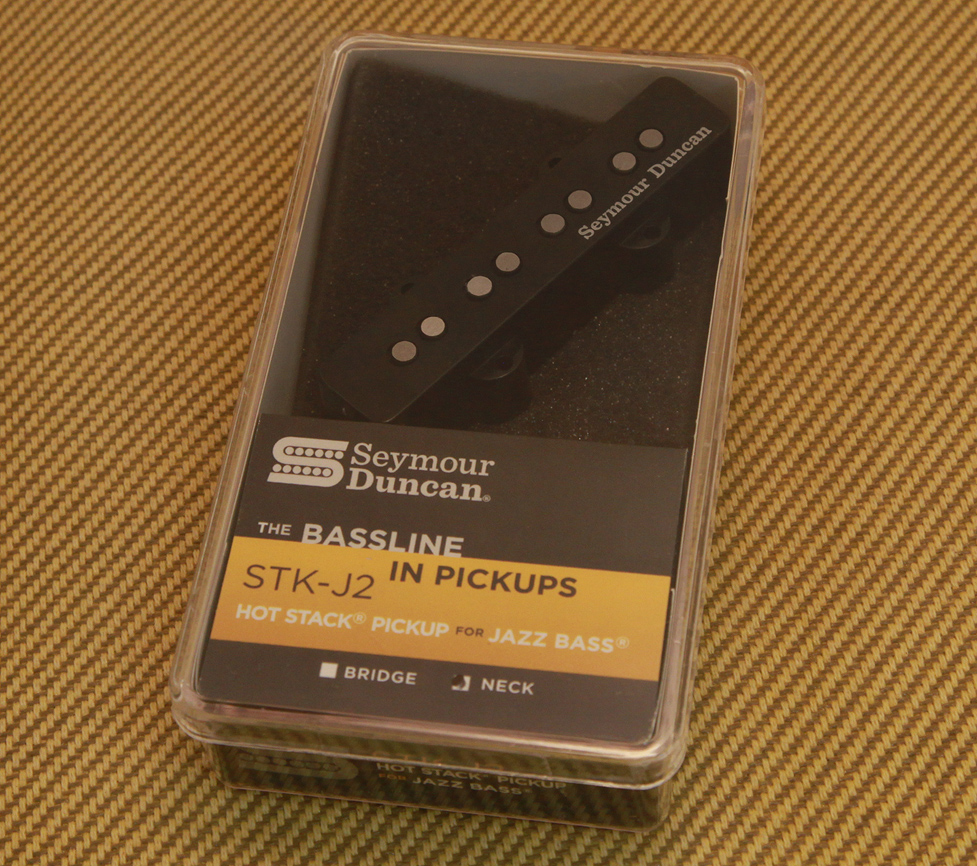 Seymour Duncan
Seymour
Duncan®
THE BASSLINE
IN PICKUPS
STK-J2
HOT STACK® PICKUP FOR JAZZ BASS®
BRIDGE NECK
HOT STACK® PICKUP
FOR JAZZ BASS®